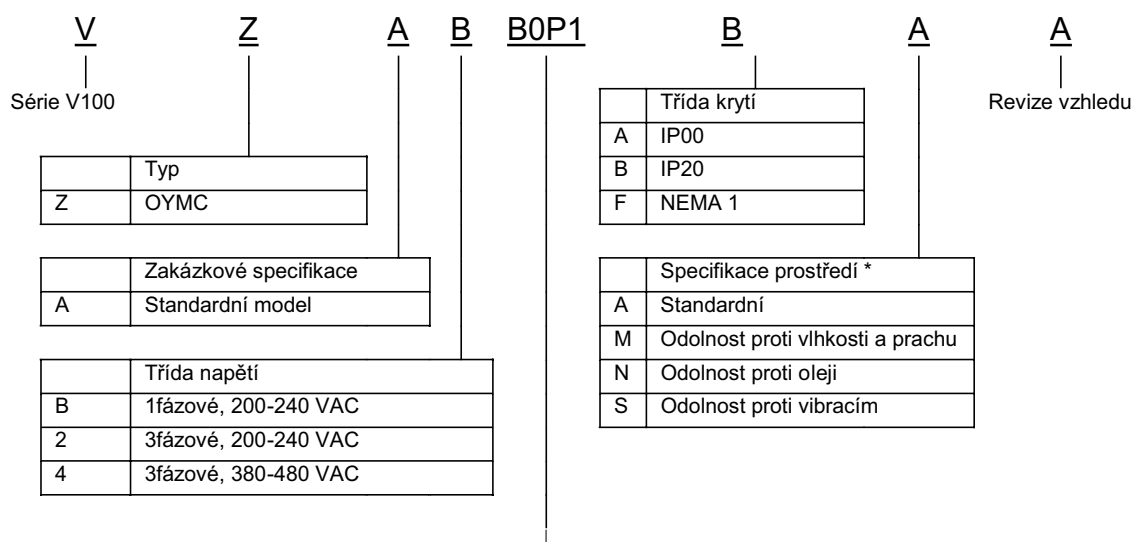 V Z A B B0P1 B A A
Série V100
Revize vzhledu
Typ
Z OYMC
Zakázkové specifikace
A Standardní model
Třída napětí
B 1fázové, 200-240 VAC
2 3fázové, 200-240 VAC
4 3fázové, 380-480 VAC
Třída krytí
A IP00
B IP20
F NEMA 1
Specifikace prostředí *
A Standardní
M Odolnost proti vlhkosti a prachu
N Odolnost proti oleji
S Odolnost proti vibracím